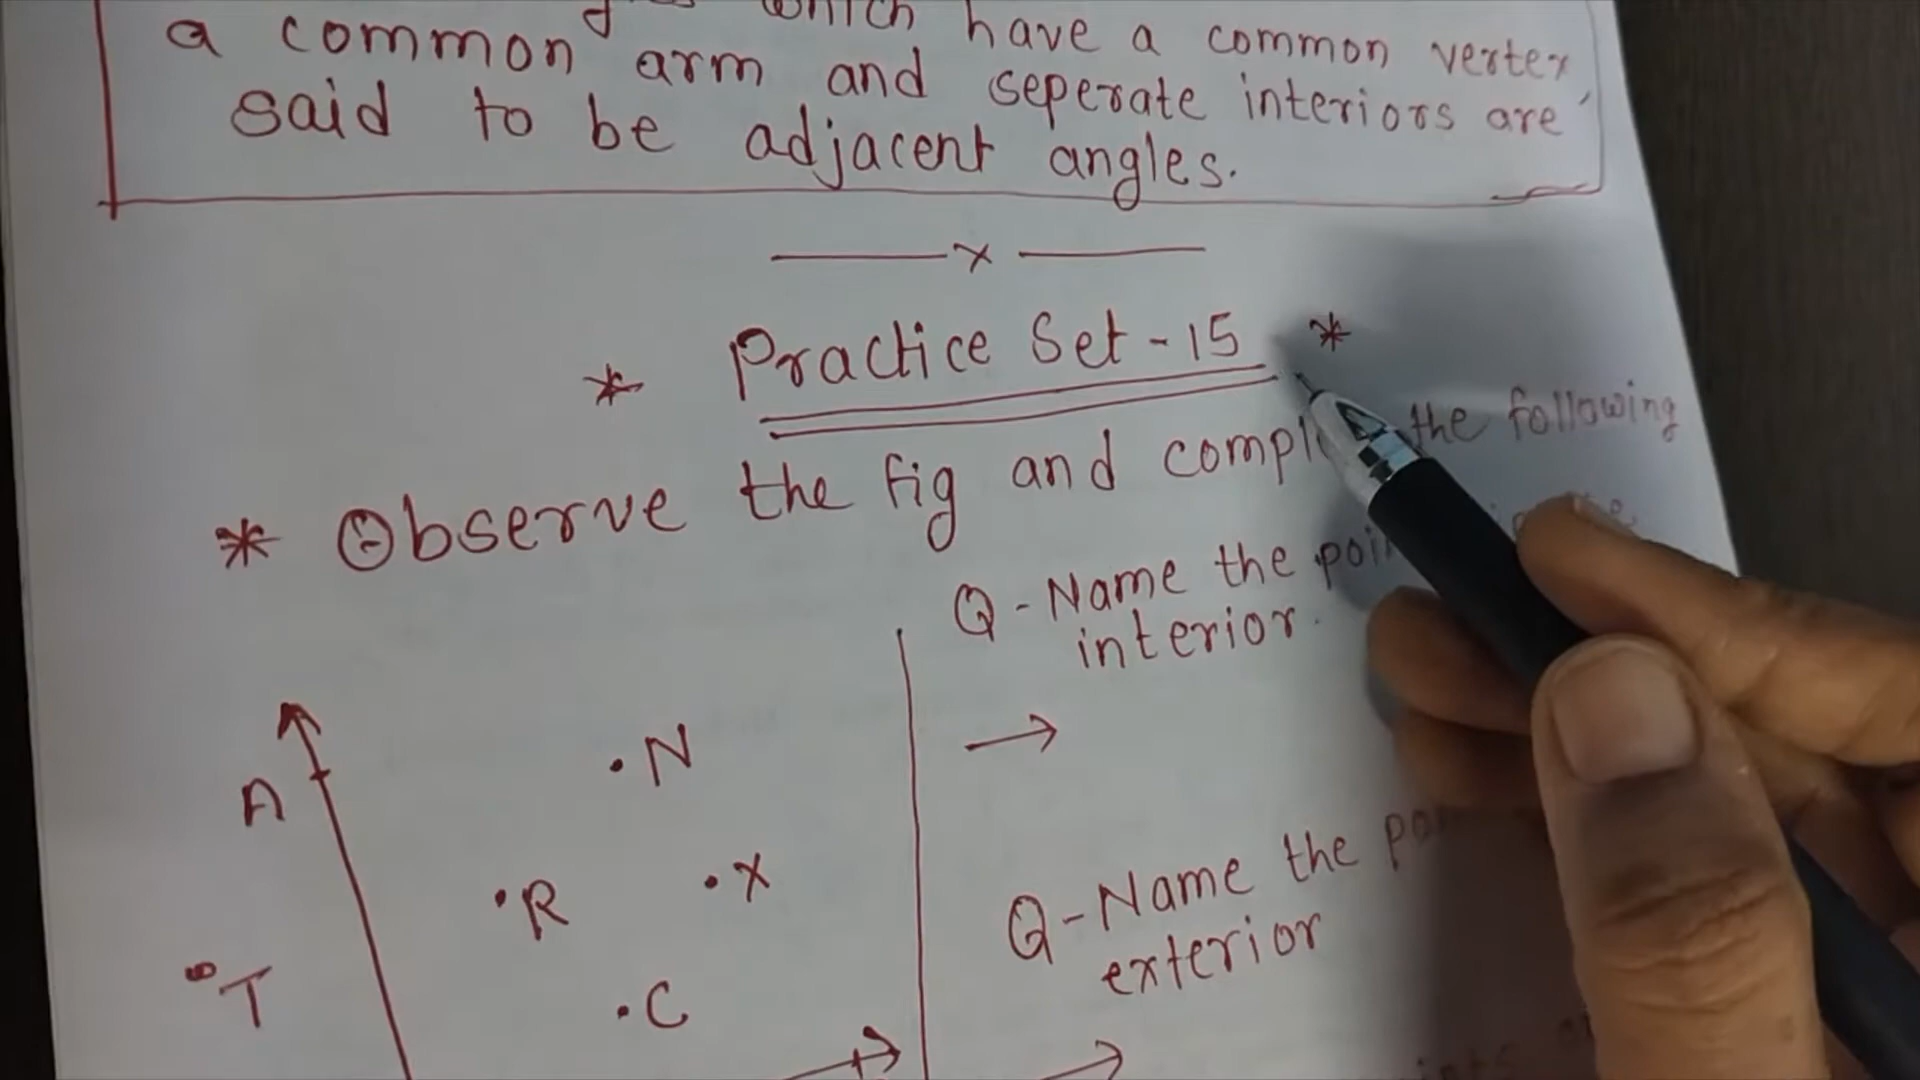 which have a common vertex
a common arm and seperate interiors are
said to be adjacent angles.
x
* Practice Set - 15 *
* Observe the fig and the following
Q - Name the
interior.
A
. N
. R
. X
T
. C
Q - Name the
exterior